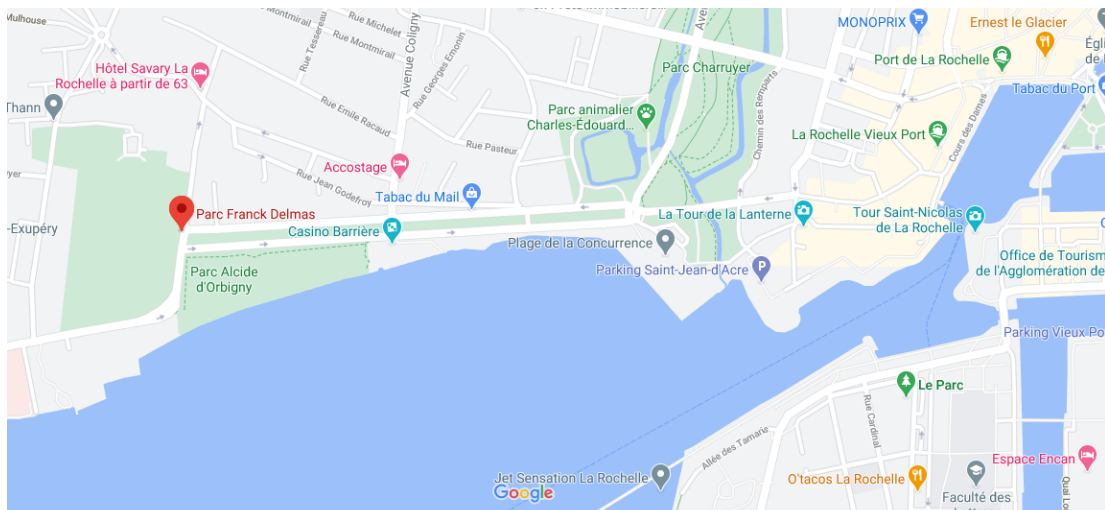 Mulhouse
Rue Tessereau
Rue Montmirail
Rue Michelet
Rue Montmirail
Avenue Coligny
Rue Georges Emonin
MONOPRIX
Ernest le Glacier
Port de La Rochelle
Tabac du Port
Hôtel Savary La
Rochelle à partir de 63
Thann
Parc Charruyer
Parc animalier
Charles-Édouard...
Chemin des Remparts
La Rochelle Vieux Port
Cours des Dames
Rue Emile Racaud
Rue Pasteur
Accostage
Rue Jean Godefroy
Tabac du Mail
Parc Franck Delmas
Casino Barrière
La Tour de la Lanterne
Tour Saint-Nicolas
de La Rochelle
-Exupéry
Plage de la Concurrence
Parking Saint-Jean-d'Acre
P
Parc Alcide
d'Orbigny
Office de Tourism
de l'Agglomération de
Parking Vieux Po
Le Parc
Rue Cardinal
Allée des Tamaris
Jet Sensation La Rochelle
Google
O'tacos La Rochelle
Espace Encan
Faculté des
Quai Lo